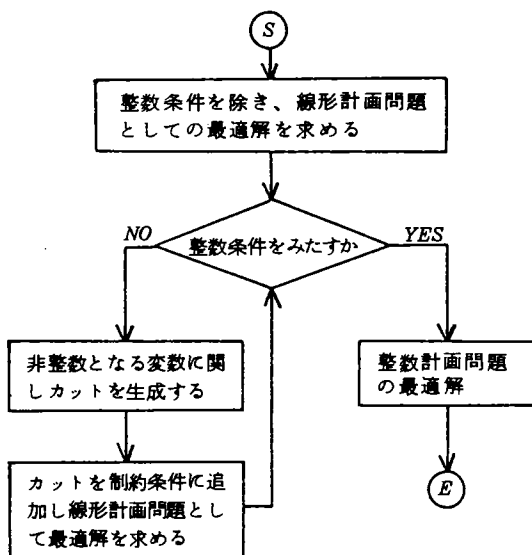 S
整数条件を除き、線形計画問題
としての最適解を求める
整数条件をみたすか
NO
YES
非整数となる変数に関
しカットを生成する
整数計画問題
の最適解
カットを制約条件に追
加し線形計画問題とし
て最適解を求める
E